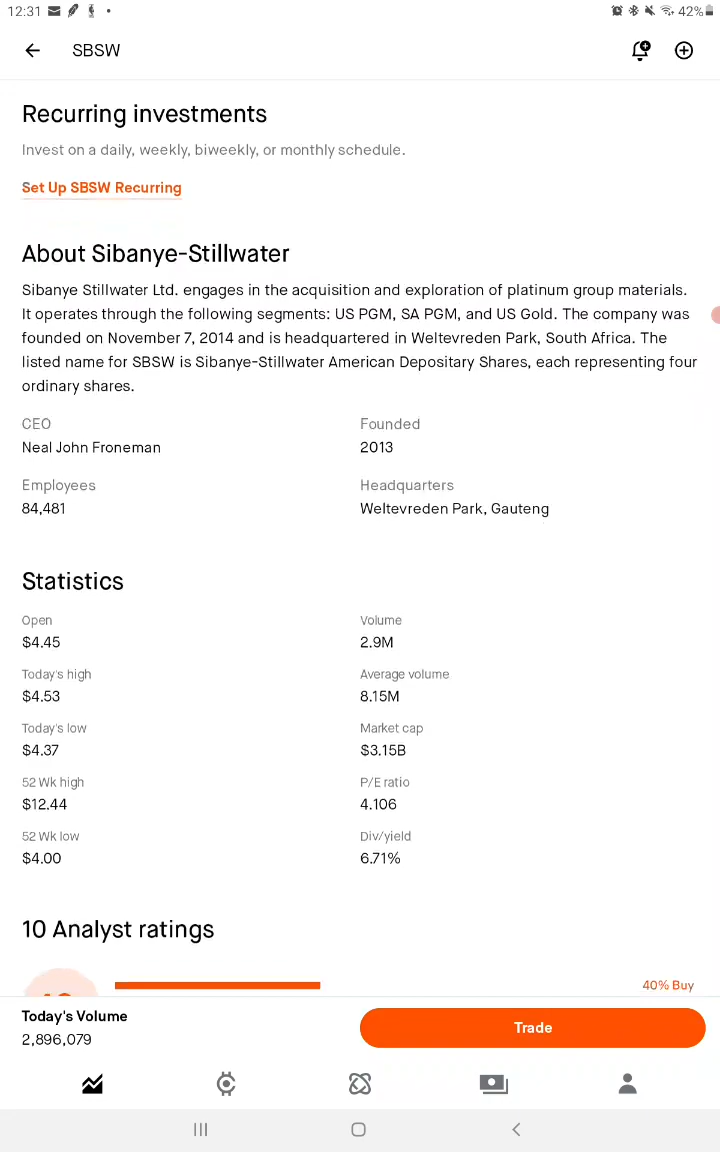 12:31
42%
SBSW
Recurring investments
Invest on a daily, weekly, biweekly, or monthly schedule.
Set Up SBSW Recurring
About Sibanye-Stillwater
Sibanye Stillwater Ltd. engages in the acquisition and exploration of platinum group materials.
It operates through the following segments: US PGM, SA PGM, and US Gold. The company was
founded on November 7, 2014 and is headquartered in Weltevreden Park, South Africa. The
listed name for SBSW is Sibanye-Stillwater American Depositary Shares, each representing four
ordinary shares.
CEO
Neal John Froneman
Founded
2013
Employees
84,481
Headquarters
Weltevreden Park, Gauteng
Statistics
Open
$4.45
Volume
2.9M
Today's high
$4.53
Average volume
8.15M
Today's low
$4.37
Market cap
$3.15B
52 Wk high
$12.44
P/E ratio
4.106
52 Wk low
$4.00
Div/yield
6.71%
10 Analyst ratings
40% Buy
Today's Volume
2,896,079
Trade